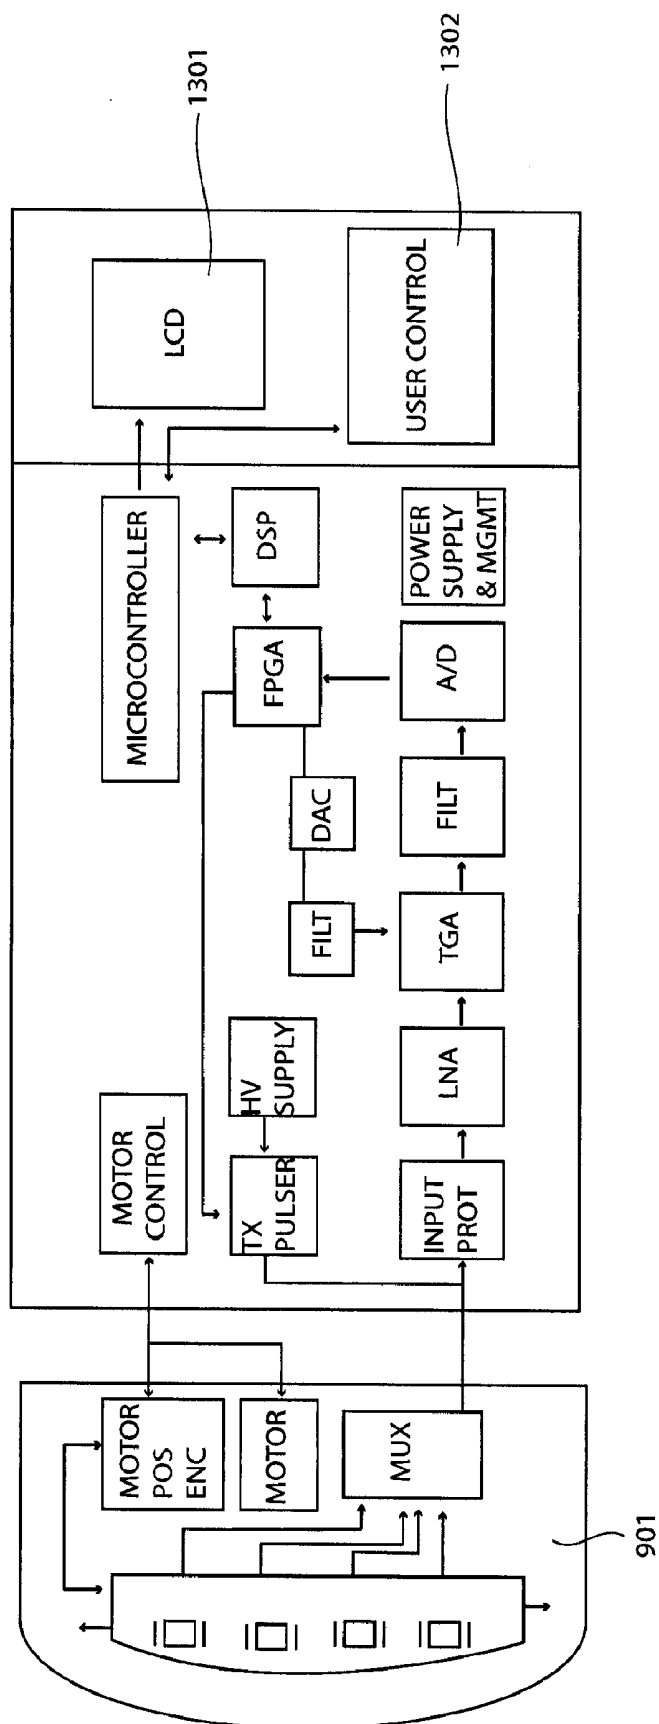 1301
1302
LCD
USER CONTROL
MICROCONTROLLER
DSP
POWER
SUPPLY
& MGMT
FPGA
A/D
DAC
FILT
FILT
TGA
MOTOR
CONTROL
HV
SUPPLY
LNA
TX
PULSER
INPUT
PROT
MOTOR
POS
ENC
MOTOR
MUX
901